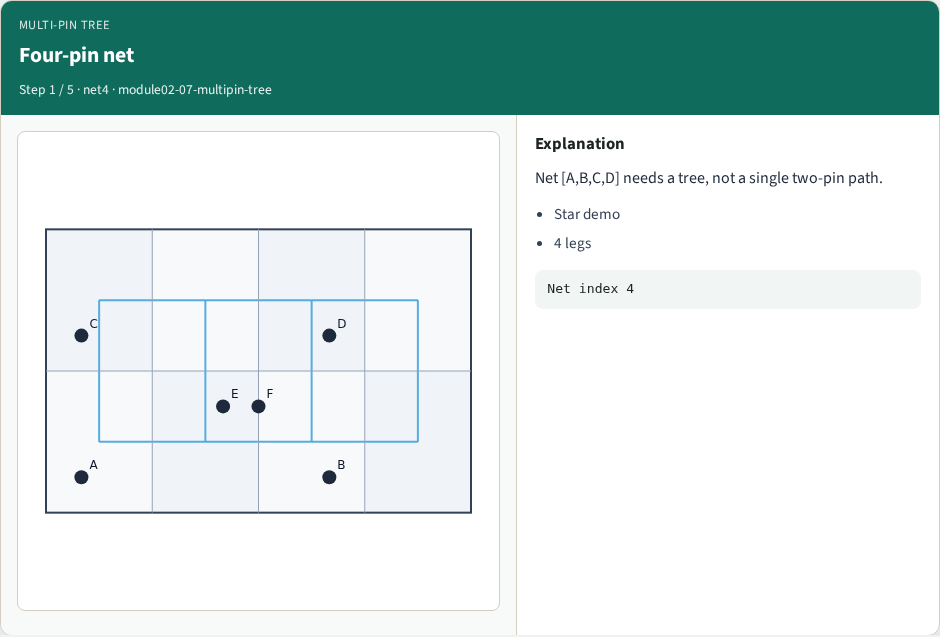 MULTI-PIN TREE
Four-pin net
Step 1 / 5 · net4 · module02-07-multipin-tree
C
D
E
F
A
B
Explanation
Net [A,B,C,D] needs a tree, not a single two-pin path.
• Star demo
• 4 legs
Net index 4